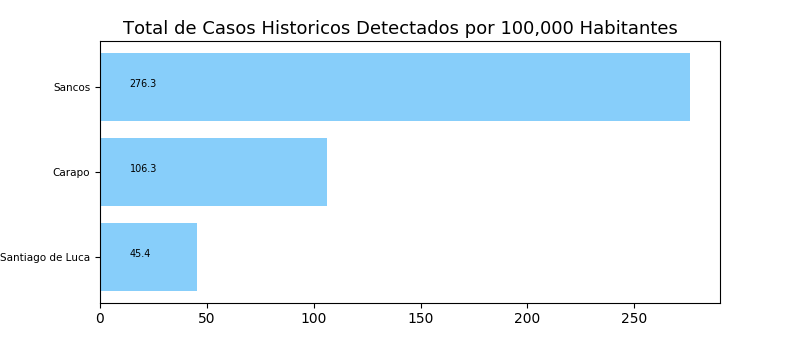 Total de Casos Historicos Detectados por 100,000 Habitantes
Sancos
276.3
Carapo
106.3
Santiago de Luca
45.4
0 50 100 150 200 250